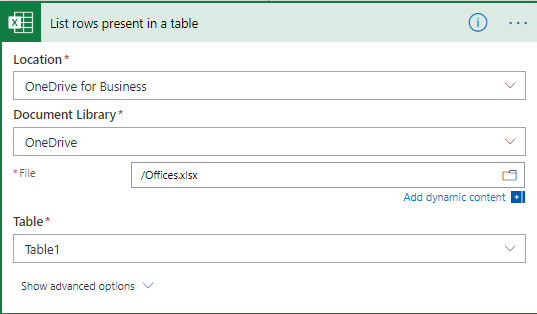 List rows present in a table
Location *
OneDrive for Business
Document Library *
OneDrive
* File
/Offices.xlsx
Add dynamic content
Table *
Table1
Show advanced options